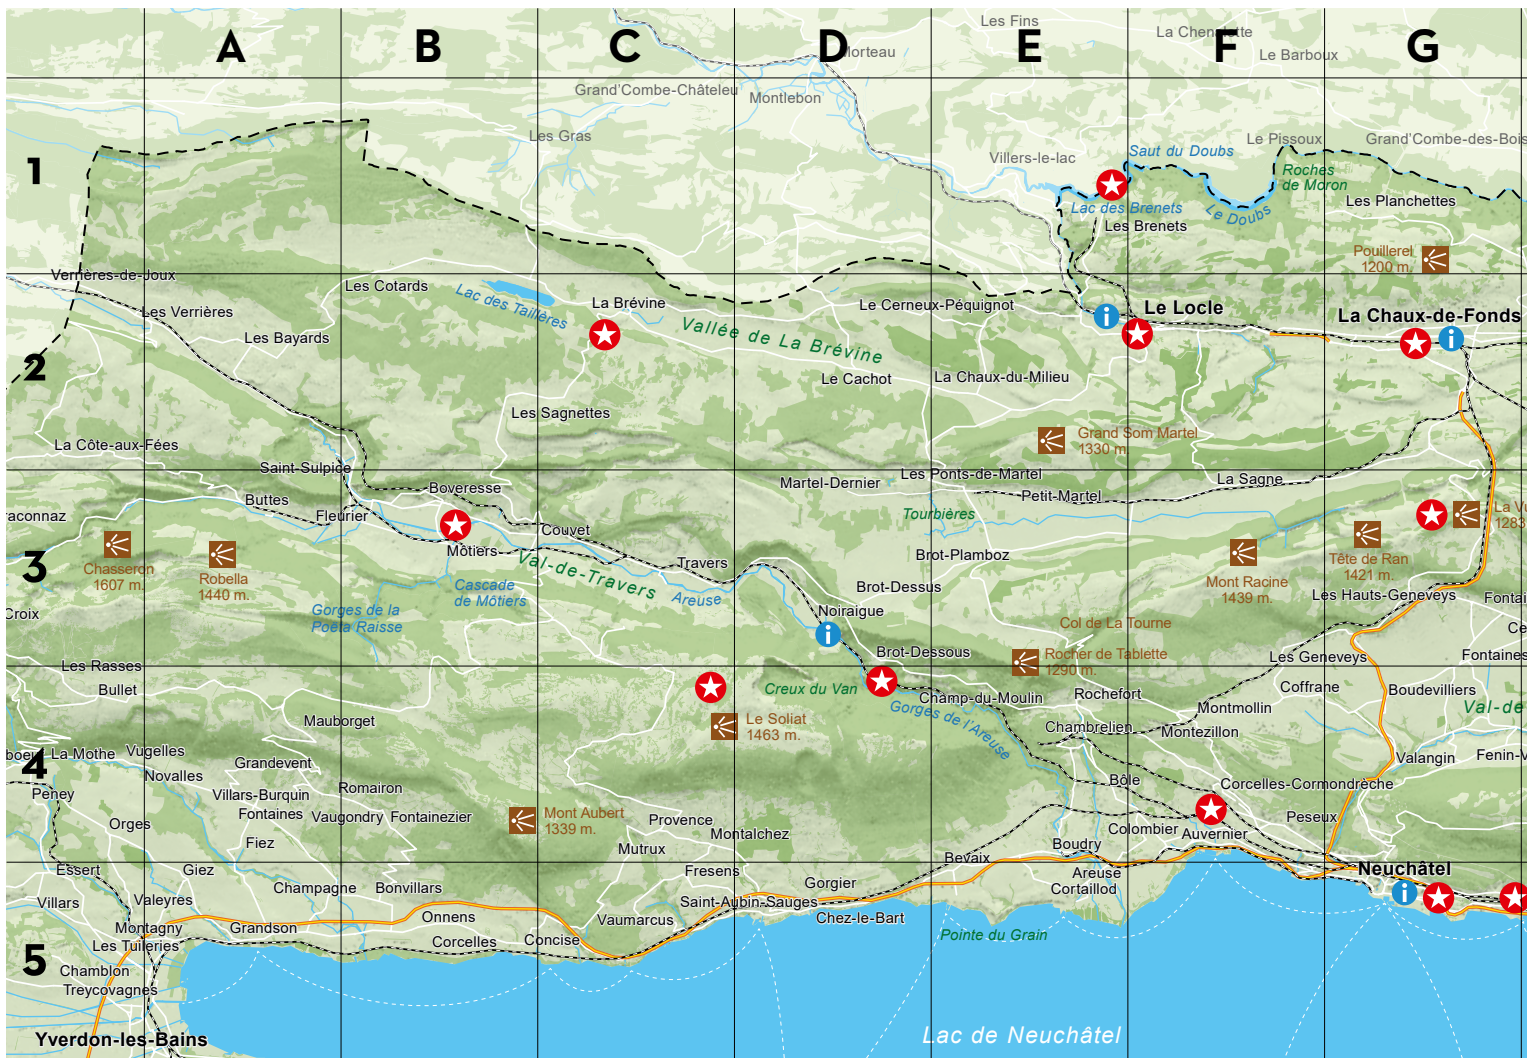 A
B
C
D
E
F
G
Les Fins
La Chenalotte
Morteau
Le Barboux
Grand'Combe-Châteleu
Montlebon
Les Gras
Villers-le-lac
Saut du Doubs
Le Pissoux
Grand'Combe-des-Bois
1
Roches
de Moron
Lac des Brenets
Le Doubs
Les Planchettes
Les Brenets
Pouillerel
1200 m.
Verrières-de-Joux
Les Cotards
Lac des Taillères
La Brévine
Le Cerneux-Péquignot
Le Locle
La Chaux-de-Fonds
Les Verrières
Les Bayards
Vallée de La Brévine
2
Le Cachot
La Chaux-du-Milieu
Les Sagnettes
Grand Som Martel
1330 m.
La Côte-aux-Fées
Saint-Sulpice
Les Ponts-de-Martel
La Sagne
Martel-Dernier
Boveresse
Petit-Martel
Buttes
Fleurier
Tourbières
La Vu
1283
raconnaz
Couvet
Môtiers
Brot-Plamboz
3
Chasseron
1607 m.
Robella
1440 m.
Val-de-Travers
Travers
Tête de Ran
1421 m.
Mont Racine
1439 m.
Cascade
de Môtiers
Areuse
Brot-Dessus
Les Hauts-Geneveys
Fontai
Croix
Gorges de la
Poëta Raisse
Noiraigue
Col de La Tourne
Ce
Brot-Dessous
Rocher de Tablette
1290 m.
Les Geneveys
Fontaines
Les Rasses
Bullet
Creux du Van
Champ-du-Moulin
Rochefort
Coffrane
Boudevilliers
Val-de
Montmollin
Gorges de l'Areuse
Mauborget
Le Soliat
1463 m.
Chambrelien
Montezillon
boeuf
La Mothe
Vugelles
Valangin
Fenin-V
4
Grandevent
Novalles
Bôle
Corcelles-Cormondrèche
Peney
Villars-Burquin
Romairon
Fontaines
Vaugondry
Fontainezier
Mont Aubert
1339 m.
Provence
Peseux
Orges
Montalchez
Colombier
Auvernier
Fiez
Mutrux
Boudry
Bevaix
Essert
Giez
Fresens
Areuse
Cortaillod
Neuchâtel
Champagne
Bonvillars
Gorgier
Villars
Valeyres
Saint-Aubin-Sauges
Onnens
Vaumarcus
Chez-le-Bart
Montagny
Grandson
Pointe du Grain
Les Tuileries
Corcelles
Concise
5
Chamblon
Treycovagnes
Yverdon-les-Bains
Lac de Neuchâtel